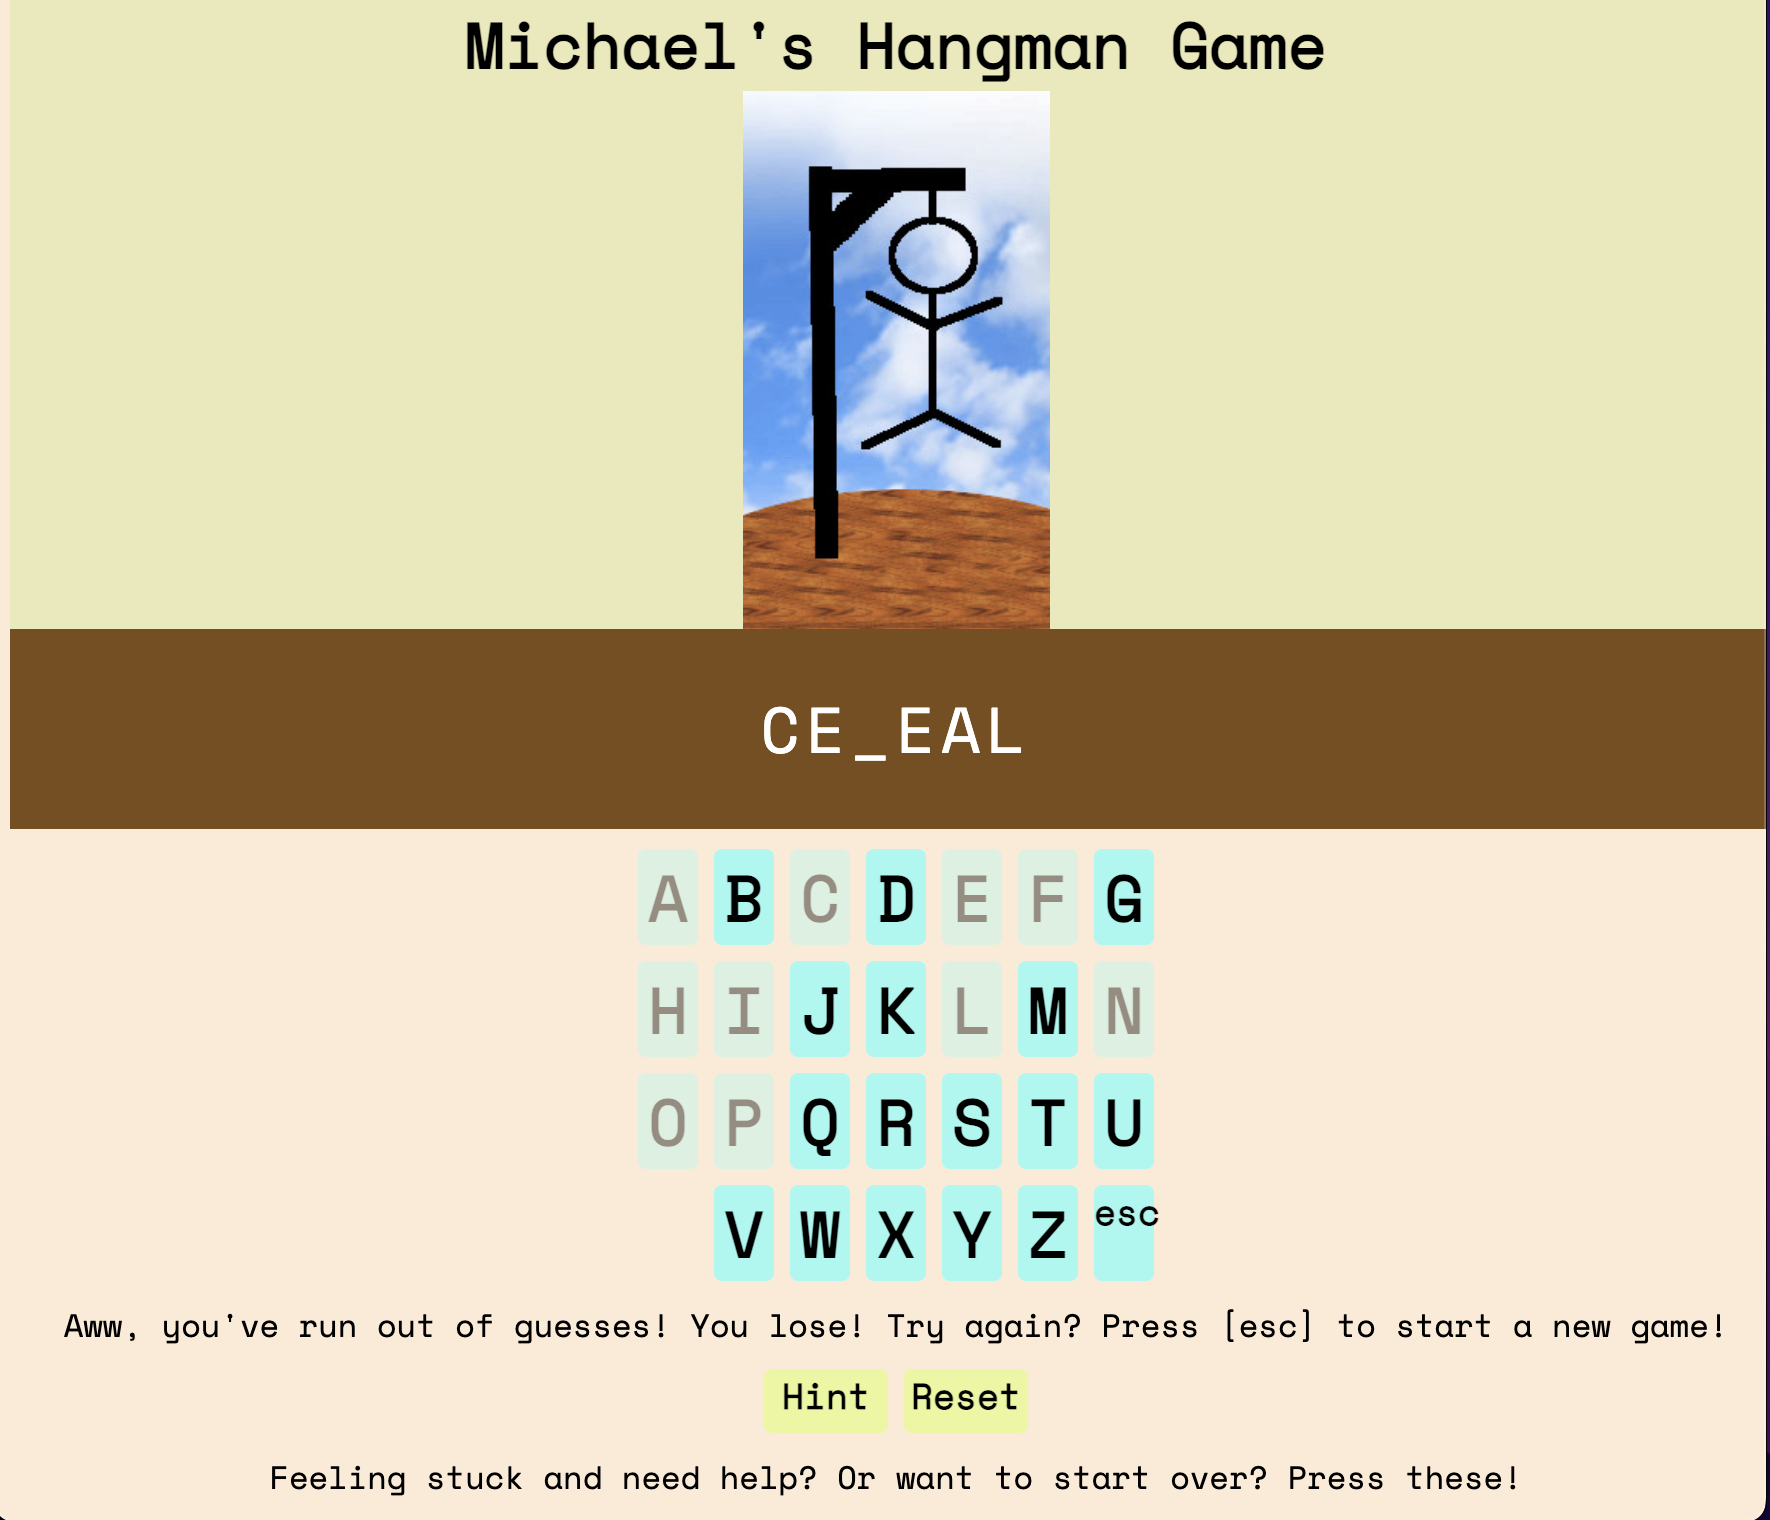 Michael's Hangman Game
CE_EAL
A B C D E F G
H I J K L M N
O P Q R S T U
V W X Y Z esc
Aww, you've run out of guesses! You lose! Try again? Press [esc] to start a new game!
Hint Reset
Feeling stuck and need help? Or want to start over? Press these!